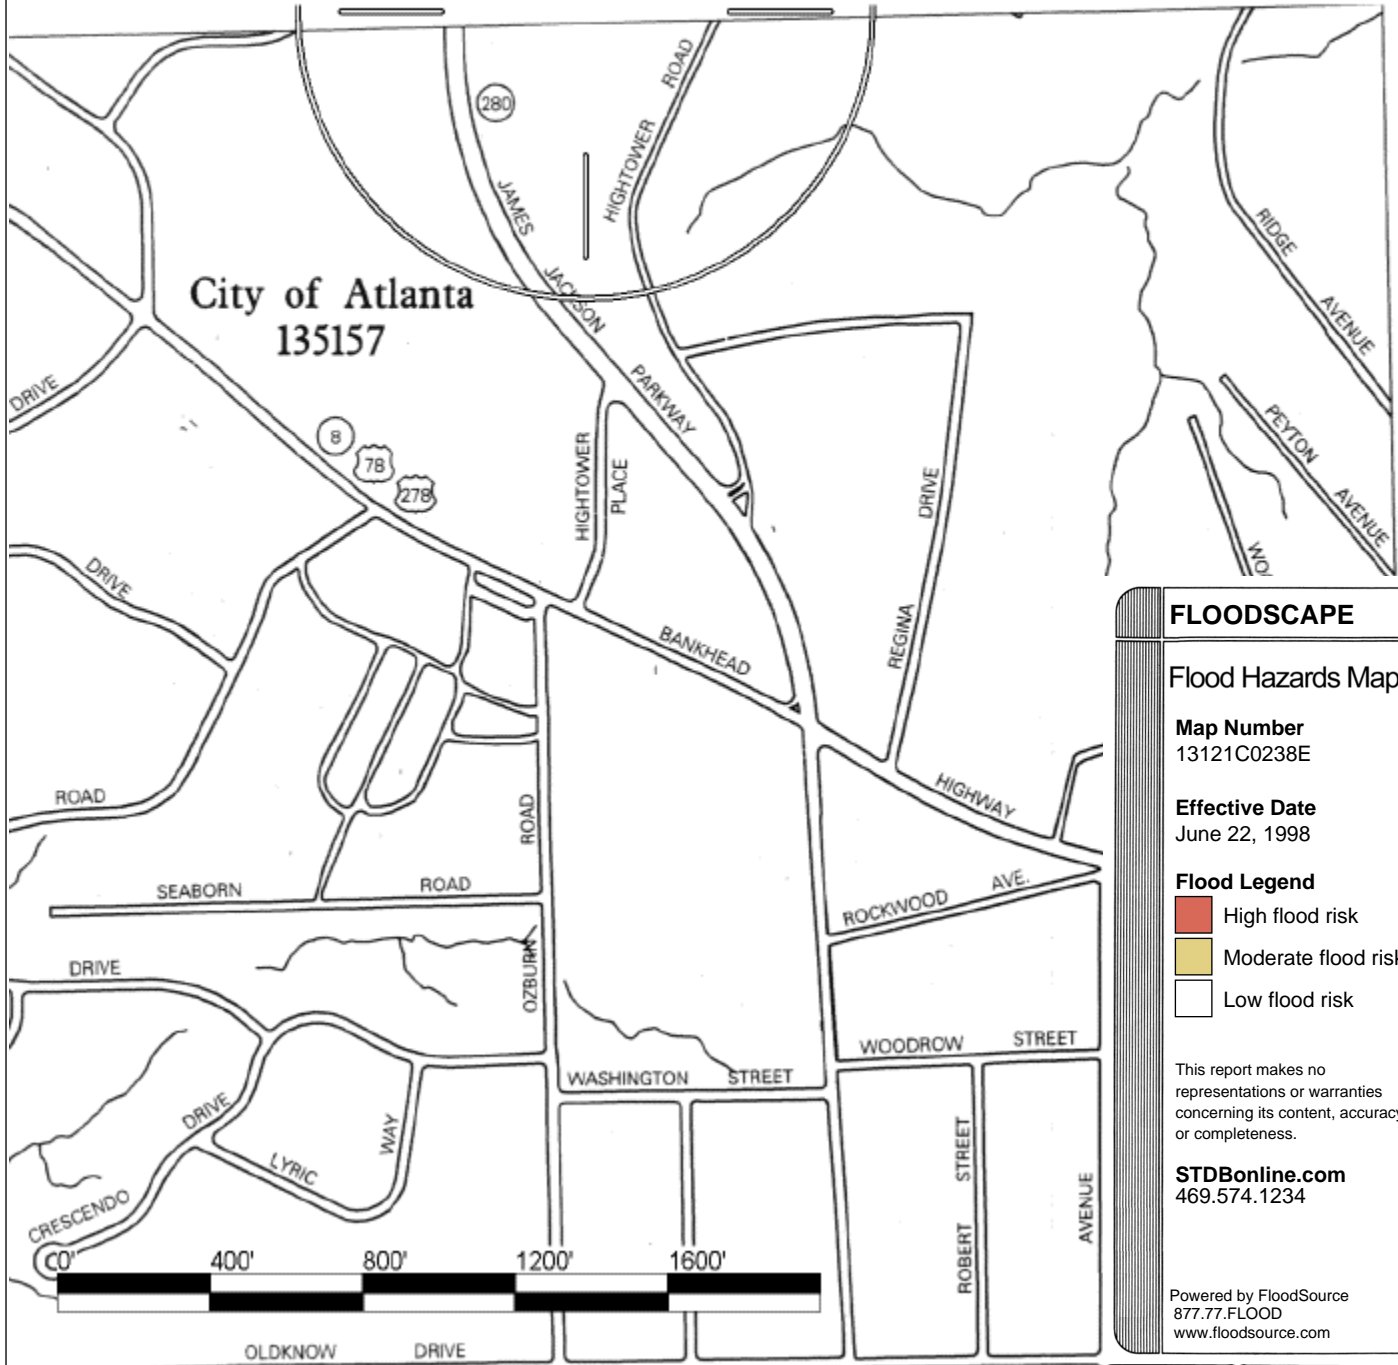 280
HIGHTOWER ROAD
JAMES JACKSON PARKWAY
RIDGE AVENUE
City of Atlanta
135157
DRIVE
8
78
278
PEYTON AVENUE
HIGHTOWER PLACE
REGINA DRIVE
DRIVE
BANKHEAD HIGHWAY
ROAD
SEABORN ROAD
OZBURN ROAD
ROCKWOOD AVE.
DRIVE
WOODROW STREET
WASHINGTON STREET
CRESCENDO DRIVE
LYRIC WAY
ROBERT STREET
AVENUE
0' 400' 800' 1200' 1600'
OLDKNOW DRIVE
FLOODSCAPE
Flood Hazards Map
Map Number
13121C0238E
Effective Date
June 22, 1998
Flood Legend
High flood risk
Moderate flood risk
Low flood risk
This report makes no
representations or warranties
concerning its content, accuracy
or completeness.
STDBonline.com
469.574.1234
Powered by FloodSource
877.77.FLOOD
www.floodsource.com